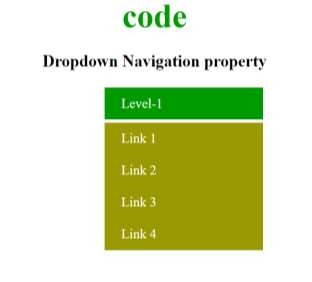 code
Dropdown Navigation property
Level-1
Link 1
Link 2
Link 3
Link 4